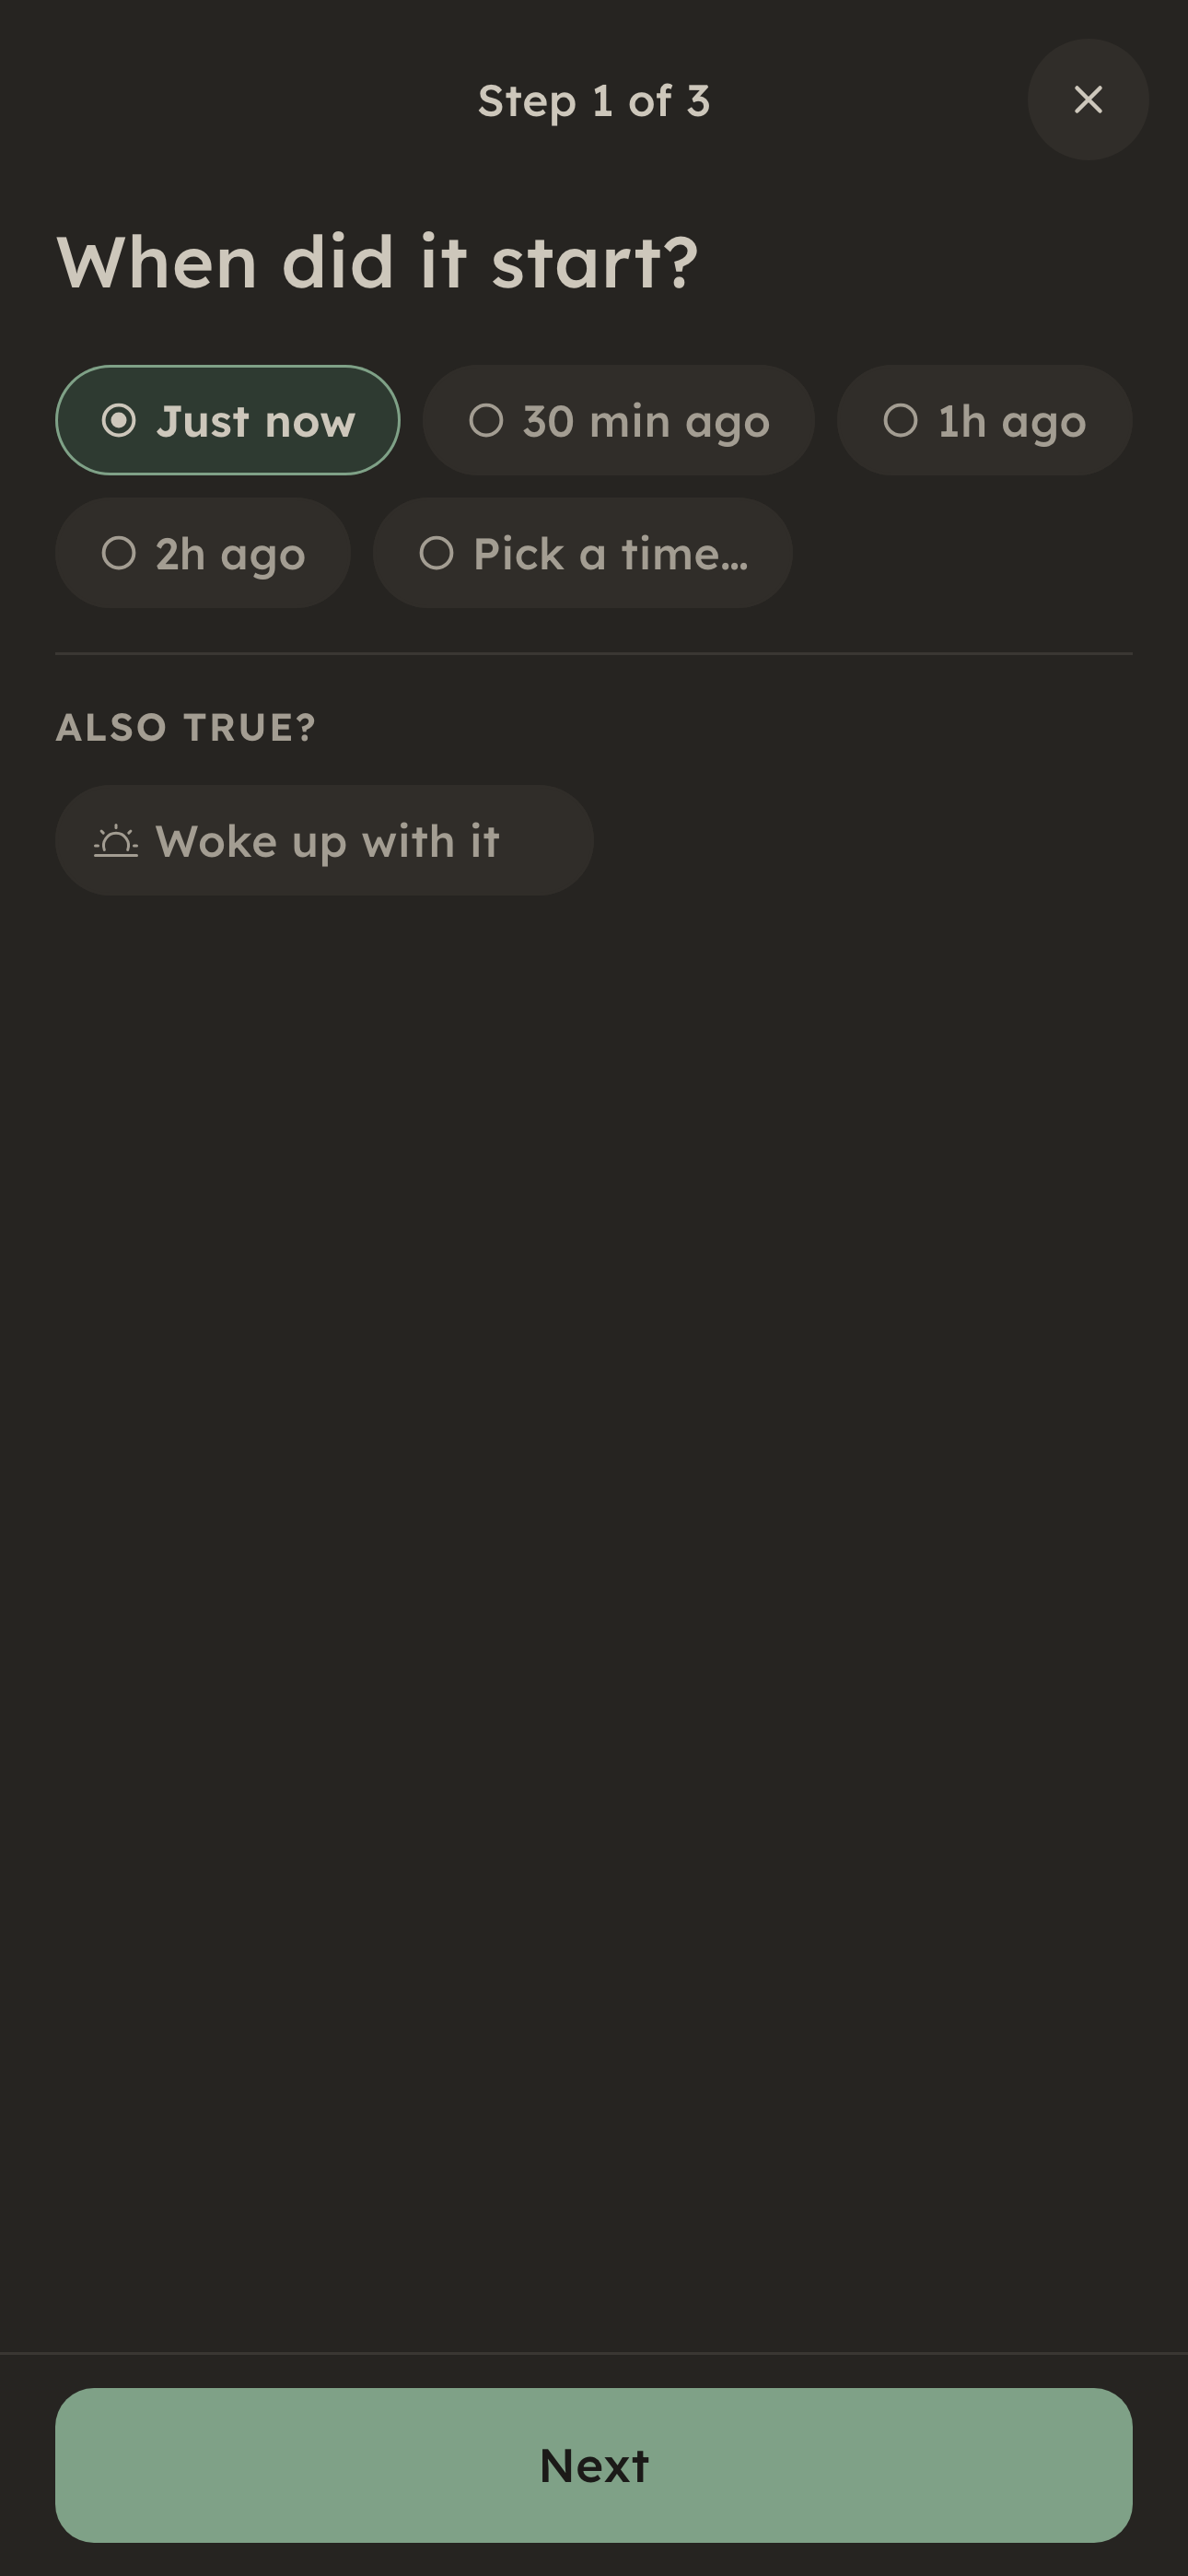 Step 1 of 3
When did it start?
Just now
30 min ago
1h ago
2h ago
Pick a time…
ALSO TRUE?
Woke up with it
Next